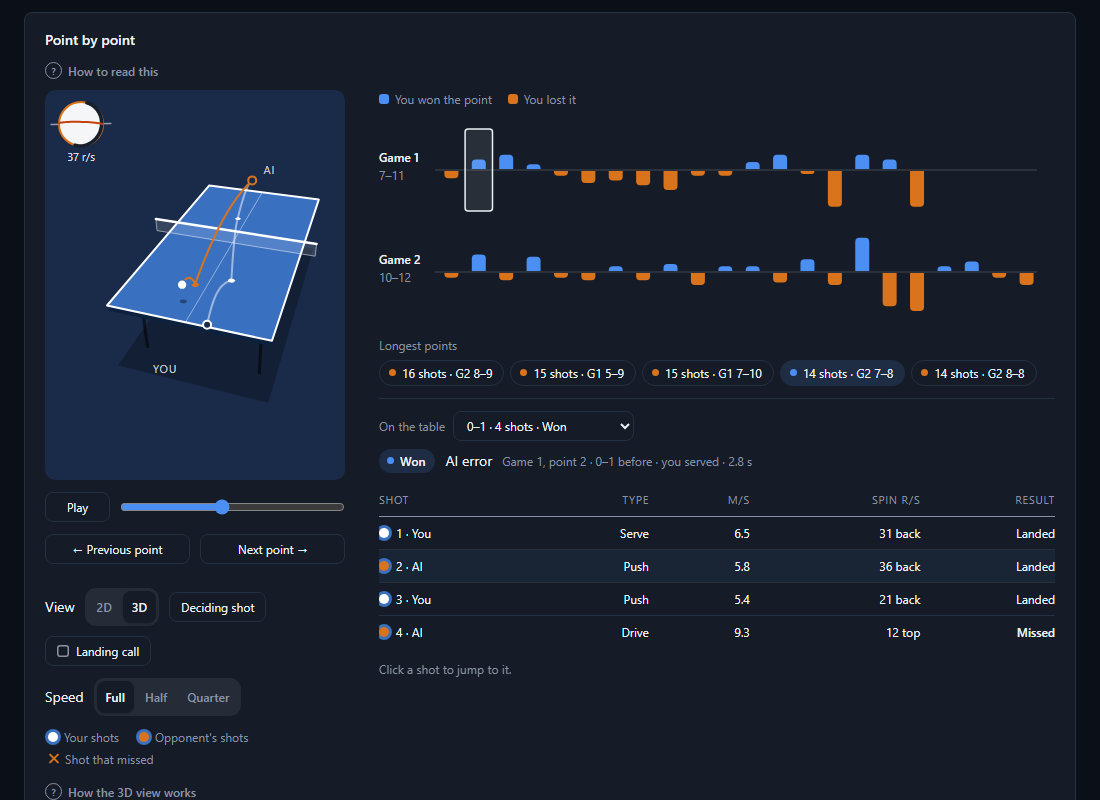 Point by point
? How to read this
37 r/s
AI
YOU
Play
← Previous point
Next point →
View
2D
3D
Deciding shot
Landing call
Speed
Full
Half
Quarter
Your shots
Opponent's shots
Shot that missed
? How the 3D view works
You won the point
You lost it
Game 1
7–11
Game 2
10–12
Longest points
16 shots · G2 8–9
15 shots · G1 5–9
15 shots · G1 7–10
14 shots · G2 7–8
14 shots · G2 8–8
On the table
0–1 · 4 shots · Won
Won
AI error
Game 1, point 2 · 0–1 before · you served · 2.8 s
SHOT TYPE M/S SPIN R/S RESULT
1 · You Serve 6.5 31 back Landed
2 · AI Push 5.8 36 back Landed
3 · You Push 5.4 21 back Landed
4 · AI Drive 9.3 12 top Missed
Click a shot to jump to it.